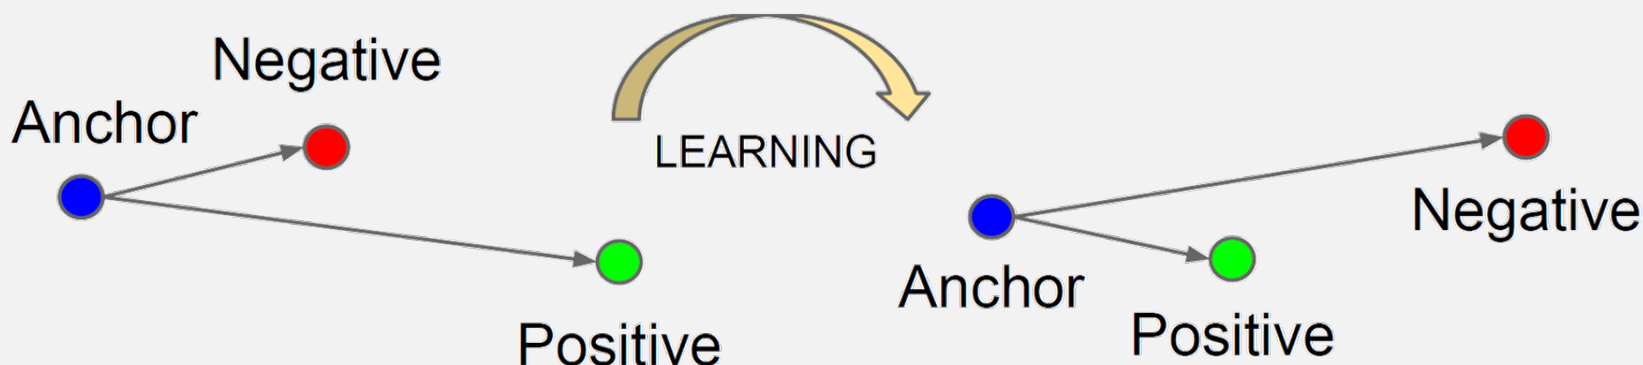 Negative
Anchor
Positive
LEARNING
Negative
Anchor
Positive